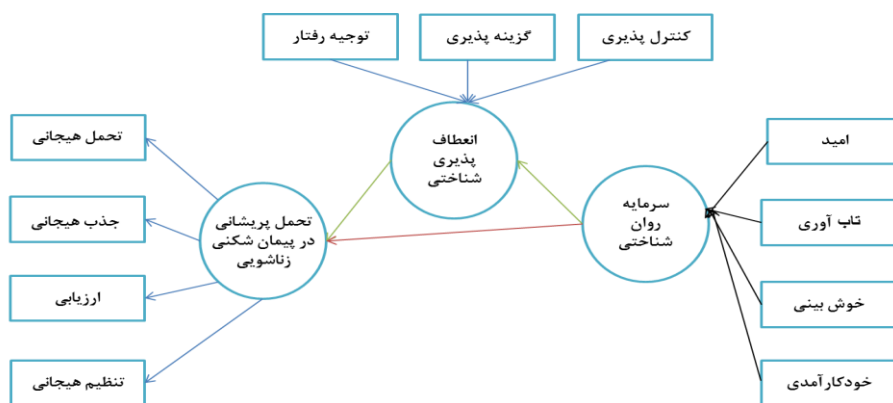 کنترل پذیری
گزینه پذیری
توجیه رفتار
انعطاف
پذیری
شناختی
امید
تاب آوری
خوش بینی
خودکارآمدی
سرمایه
روان
شناختی
تحمل پریشانی
در پیمان شکنی
زناشویی
تحمل هیجانی
جذب هیجانی
ارزیابی
تنظیم هیجانی